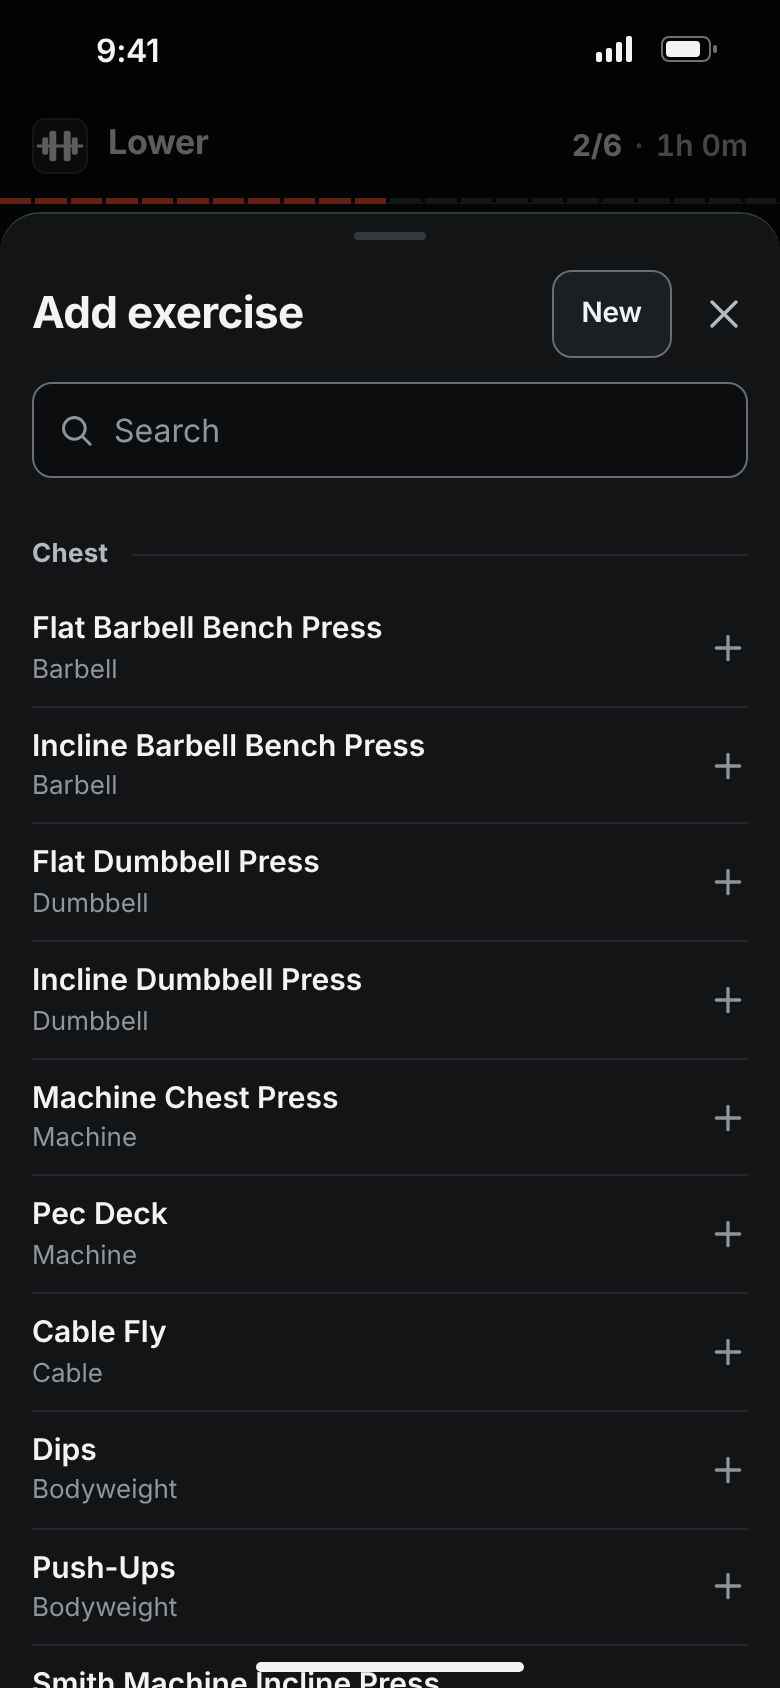 9:41
Lower
2/6 · 1h 0m
Add exercise
New
Search
Chest
Flat Barbell Bench Press
Barbell
Incline Barbell Bench Press
Barbell
Flat Dumbbell Press
Dumbbell
Incline Dumbbell Press
Dumbbell
Machine Chest Press
Machine
Pec Deck
Machine
Cable Fly
Cable
Dips
Bodyweight
Push-Ups
Bodyweight
Smith Machine Incline Press